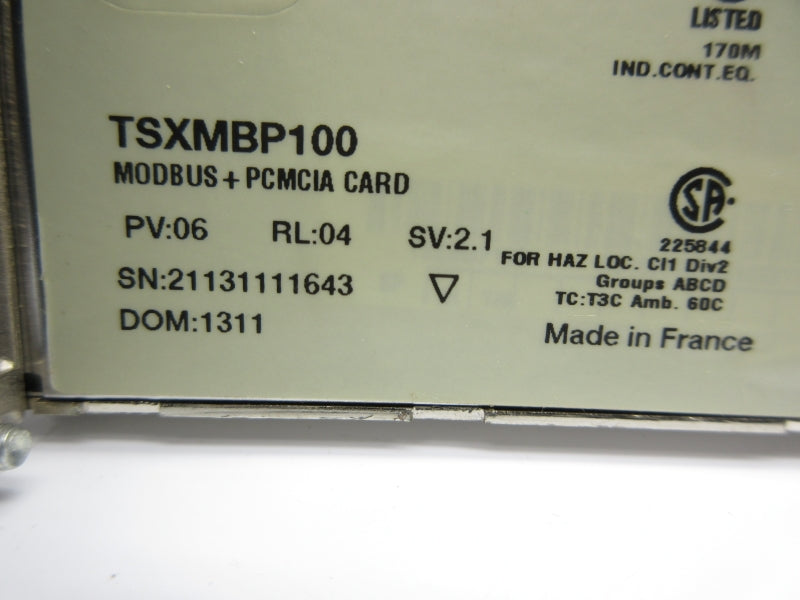 LISTED
170M
IND.CONT.EQ.
TSXMBP100
MODBUS+PCMCIA CARD
PV:06 RL:04 SV:2.1
SN:21131111643
DOM:1311
SA
225844
FOR HAZ LOC. Cl1 Div2
Groups ABCD
TC:T3C Amb. 60C
Made in France